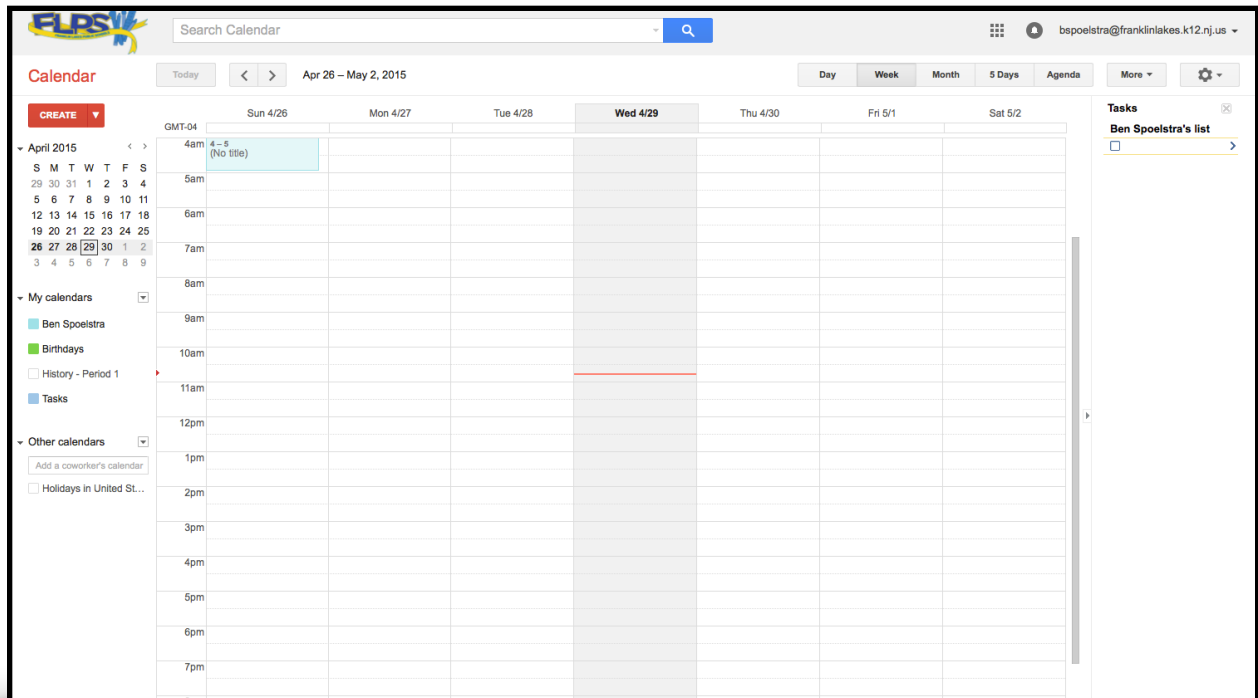 FLPS
Search Calendar
bspoelstra@franklinlakes.k12.nj.us
Calendar
Today
Apr 26 – May 2, 2015
Day Week Month 5 Days Agenda
More
CREATE
April 2015
S M T W T F S
29 30 31 1 2 3 4
5 6 7 8 9 10 11
12 13 14 15 16 17 18
19 20 21 22 23 24 25
26 27 28 29 30 1 2
3 4 5 6 7 8 9
My calendars
Ben Spoelstra
Birthdays
History - Period 1
Tasks
Other calendars
Add a coworker's calendar
Holidays in United St...
Sun 4/26 Mon 4/27 Tue 4/28 Wed 4/29 Thu 4/30 Fri 5/1 Sat 5/2
GMT-04
4am 4 – 5
(No title)
5am
6am
7am
8am
9am
10am
11am
12pm
1pm
2pm
3pm
4pm
5pm
6pm
7pm
Tasks
Ben Spoelstra's list